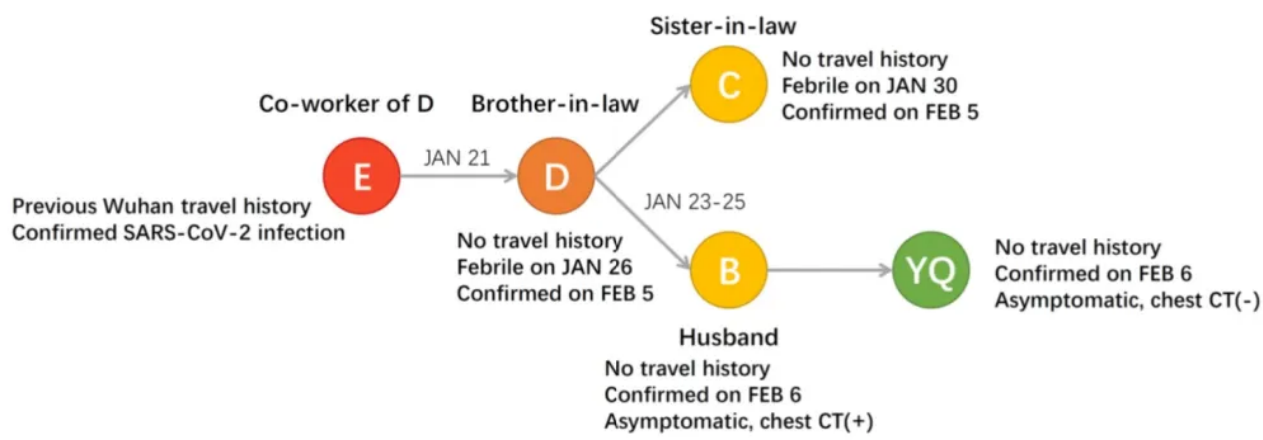 Sister-in-law
C
No travel history
Febrile on JAN 30
Confirmed on FEB 5
Co-worker of D
Brother-in-law
E
JAN 21
D
Previous Wuhan travel history
Confirmed SARS-CoV-2 infection
JAN 23-25
No travel history
Febrile on JAN 26
Confirmed on FEB 5
B
YQ
No travel history
Confirmed on FEB 6
Asymptomatic, chest CT(-)
Husband
No travel history
Confirmed on FEB 6
Asymptomatic, chest CT(+)